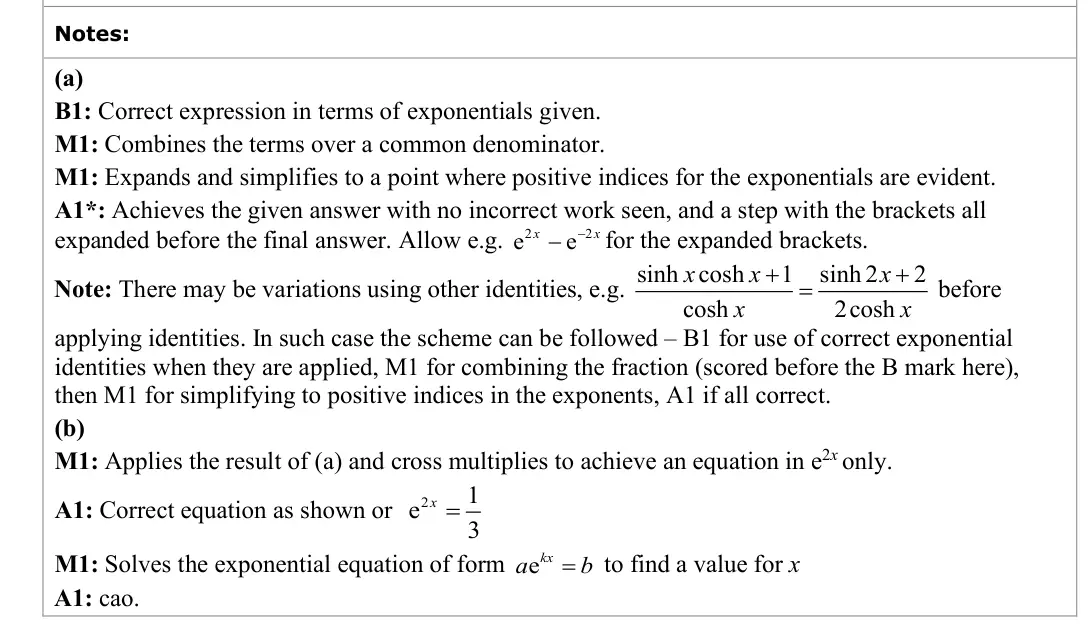 Notes:
(a)
B1: Correct expression in terms of exponentials given.
M1: Combines the terms over a common denominator.
M1: Expands and simplifies to a point where positive indices for the exponentials are evident.
A1*: Achieves the given answer with no incorrect work seen, and a step with the brackets all
expanded before the final answer. Allow e.g. e^{2x} – e^{-2x} for the expanded brackets.
Note: There may be variations using other identities, e.g. \frac{\sinh x \cosh x + 1}{\cosh x} = \frac{\sinh 2x + 2}{2\cosh x} before
applying identities. In such case the scheme can be followed – B1 for use of correct exponential
identities when they are applied, M1 for combining the fraction (scored before the B mark here),
then M1 for simplifying to positive indices in the exponents, A1 if all correct.
(b)
M1: Applies the result of (a) and cross multiplies to achieve an equation in e^{2x} only.
A1: Correct equation as shown or e^{2x} = \frac{1}{3}
M1: Solves the exponential equation of form ae^{kx} = b to find a value for x
A1: cao.